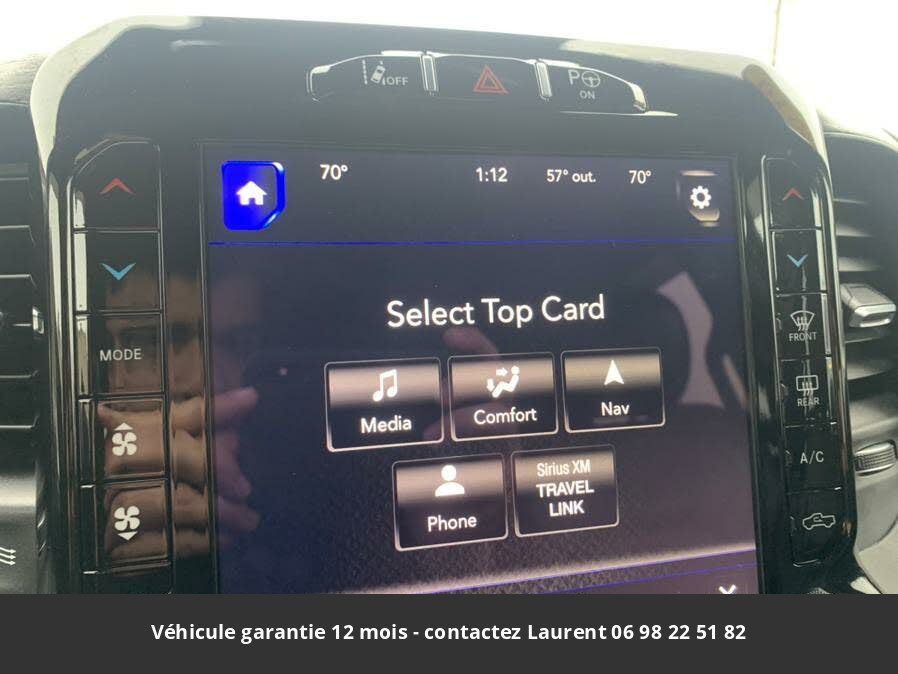 OFF
P
ON
70°
1:12
57° out.
70°
Select Top Card
MODE
FRONT
Media
Comfort
Nav
REAR
A/C
Phone
Sirius XM
TRAVEL
LINK
Véhicule garantie 12 mois - contactez Laurent 06 98 22 51 82